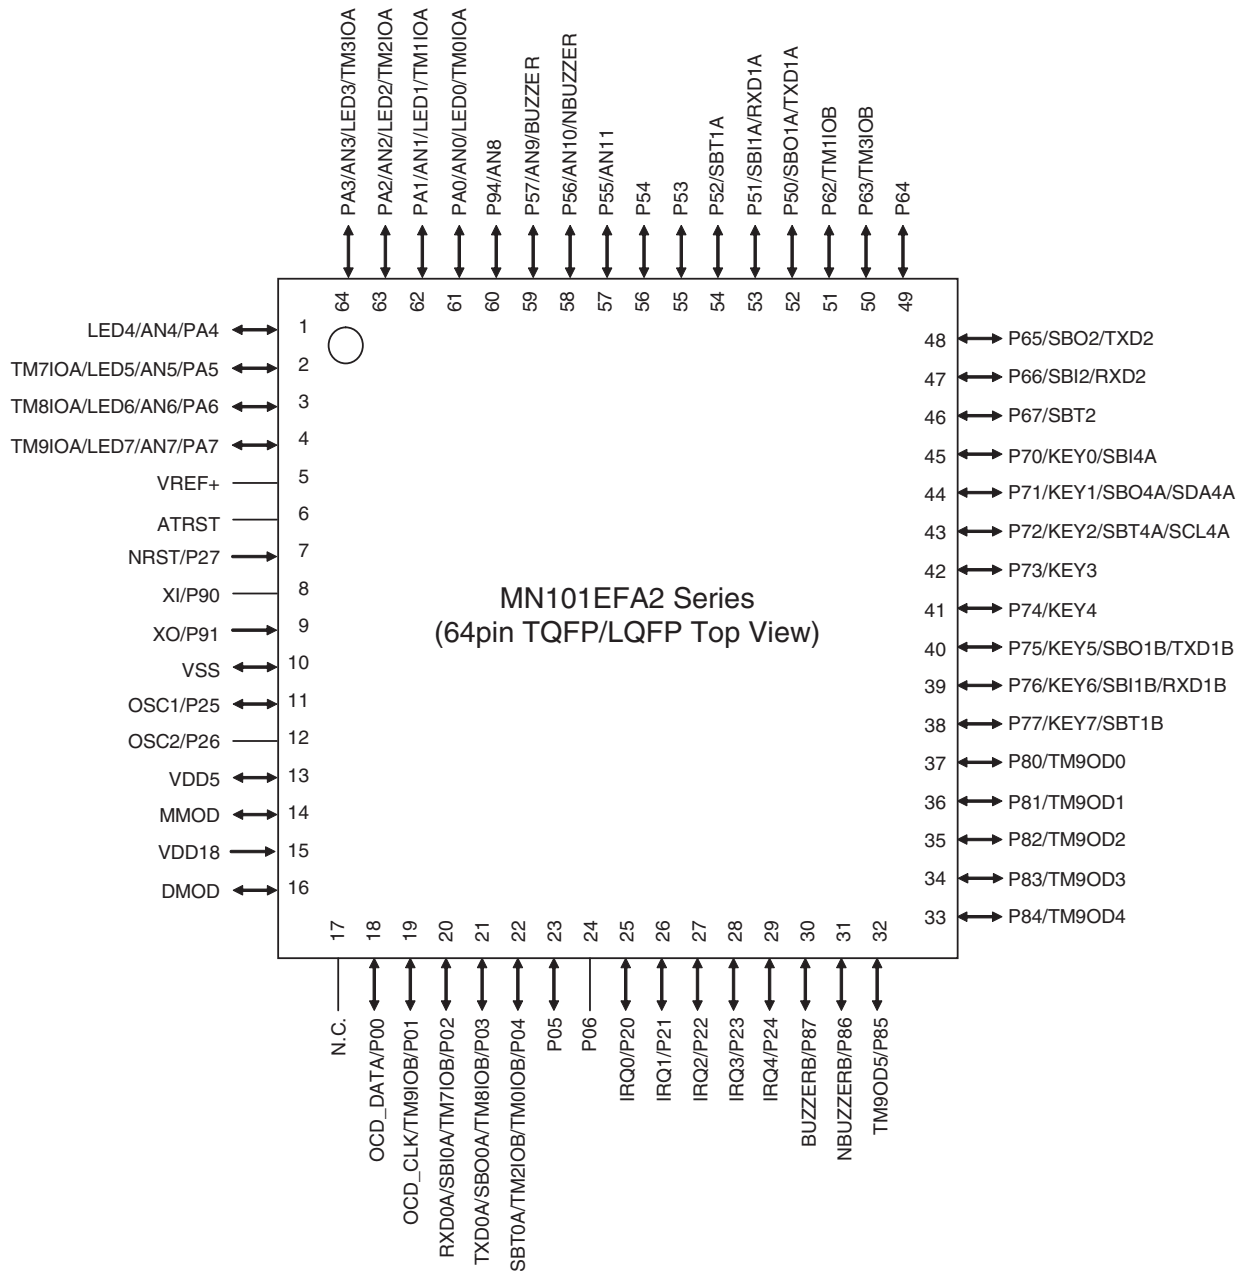 PA3/AN3/LED3/TM3IOA
PA2/AN2/LED2/TM2IOA
PA1/AN1/LED1/TM1IOA
PA0/AN0/LED0/TM0IOA
P94/AN8
P57/AN9/BUZZER
P56/AN10/NBUZZER
P55/AN11
P54
P53
P52/SBT1A
P51/SBI1A/RXD1A
P50/SBO1A/TXD1A
P62/TM1IOB
P63/TM3IOB
P64
64
63
62
61
60
59
58
57
56
55
54
53
52
51
50
49
LED4/AN4/PA4
1
TM7IOA/LED5/AN5/PA5
2
TM8IOA/LED6/AN6/PA6
3
TM9IOA/LED7/AN7/PA7
4
VREF+
5
ATRST
6
NRST/P27
7
XI/P90
8
XO/P91
9
VSS
10
OSC1/P25
11
OSC2/P26
12
VDD5
13
MMOD
14
VDD18
15
DMOD
16
MN101EFA2 Series
(64pin TQFP/LQFP Top View)
48
P65/SBO2/TXD2
47
P66/SBI2/RXD2
46
P67/SBT2
45
P70/KEY0/SBI4A
44
P71/KEY1/SBO4A/SDA4A
43
P72/KEY2/SBT4A/SCL4A
42
P73/KEY3
41
P74/KEY4
40
P75/KEY5/SBO1B/TXD1B
39
P76/KEY6/SBI1B/RXD1B
38
P77/KEY7/SBT1B
37
P80/TM9OD0
36
P81/TM9OD1
35
P82/TM9OD2
34
P83/TM9OD3
33
P84/TM9OD4
17
18
19
20
21
22
23
24
25
26
27
28
29
30
31
32
N.C.
OCD_DATA/P00
OCD_CLK/TM9IOB/P01
RXD0A/SBI0A/TM7IOB/P02
TXD0A/SBO0A/TM8IOB/P03
SBT0A/TM2IOB/TM0IOB/P04
P05
P06
IRQ0/P20
IRQ1/P21
IRQ2/P22
IRQ3/P23
IRQ4/P24
BUZZERB/P87
NBUZZERB/P86
TM9OD5/P85